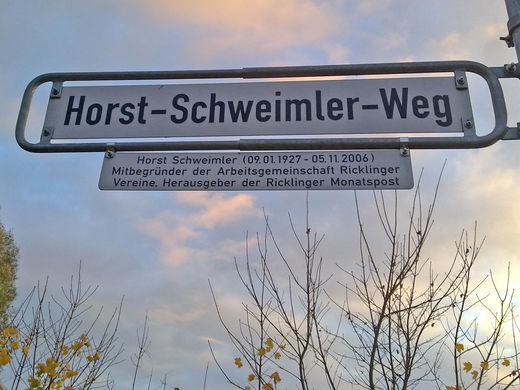 Horst-Schweimler-Weg
Horst Schweimler (09.01.1927 - 05.11.2006)
Mitbegründer der Arbeitsgemeinschaft Ricklinger
Vereine, Herausgeber der Ricklinger Monatspost